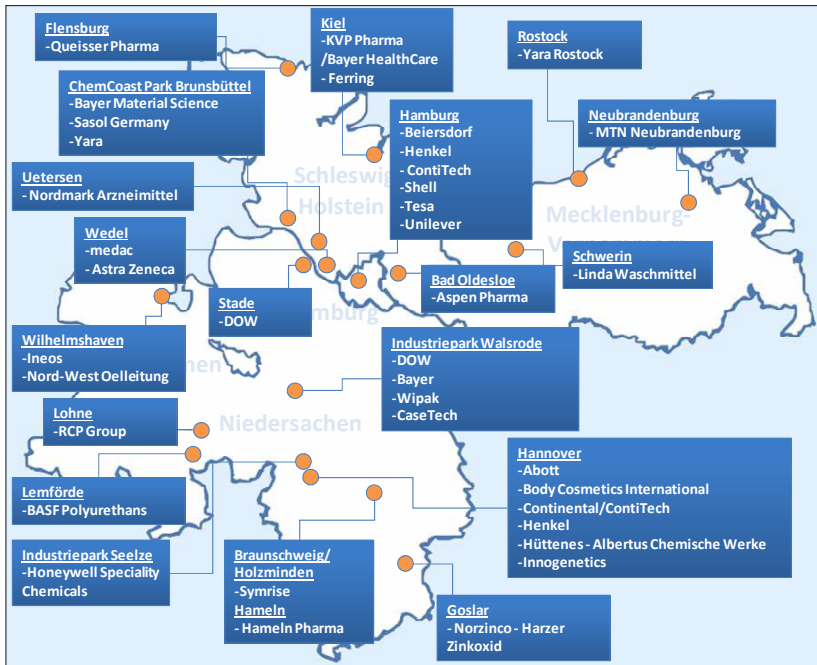 Flensburg
-Queisser Pharma
Kiel
-KVP Pharma
/Bayer HealthCare
- Ferring
Rostock
-Yara Rostock
ChemCoast Park Brunsbüttel
-Bayer Material Science
-Sasol Germany
-Yara
Hamburg
-Beiersdorf
-Henkel
- ContiTech
-Shell
-Tesa
-Unilever
Neubrandenburg
- MTN Neubrandenburg
Uetersen
- Nordmark Arzneimittel
Schleswig
Holstein
Mecklenburg-
Wedel
-medac
- Astra Zeneca
Stade
-DOW
Bad Oldesloe
-Aspen Pharma
Schwerin
-Linda Waschmittel
Wilhelmshaven
-Ineos
-Nord-West Oelleitung
Industriepark Walsrode
-DOW
-Bayer
-Wipak
-CaseTech
Lohne
-RCP Group
Niedersachen
Lemförde
-BASF Polyurethans
Hannover
-Abott
-Body Cosmetics International
-Continental/ContiTech
-Henkel
-Hüttenes - Albertus Chemische Werke
-Innogenetics
Industriepark Seelze
-Honeywell Speciality
Chemicals
Braunschweig/
Holzminden
-Symrise
Hameln
- Hameln Pharma
Goslar
- Norzinco - Harzer
Zinkoxid